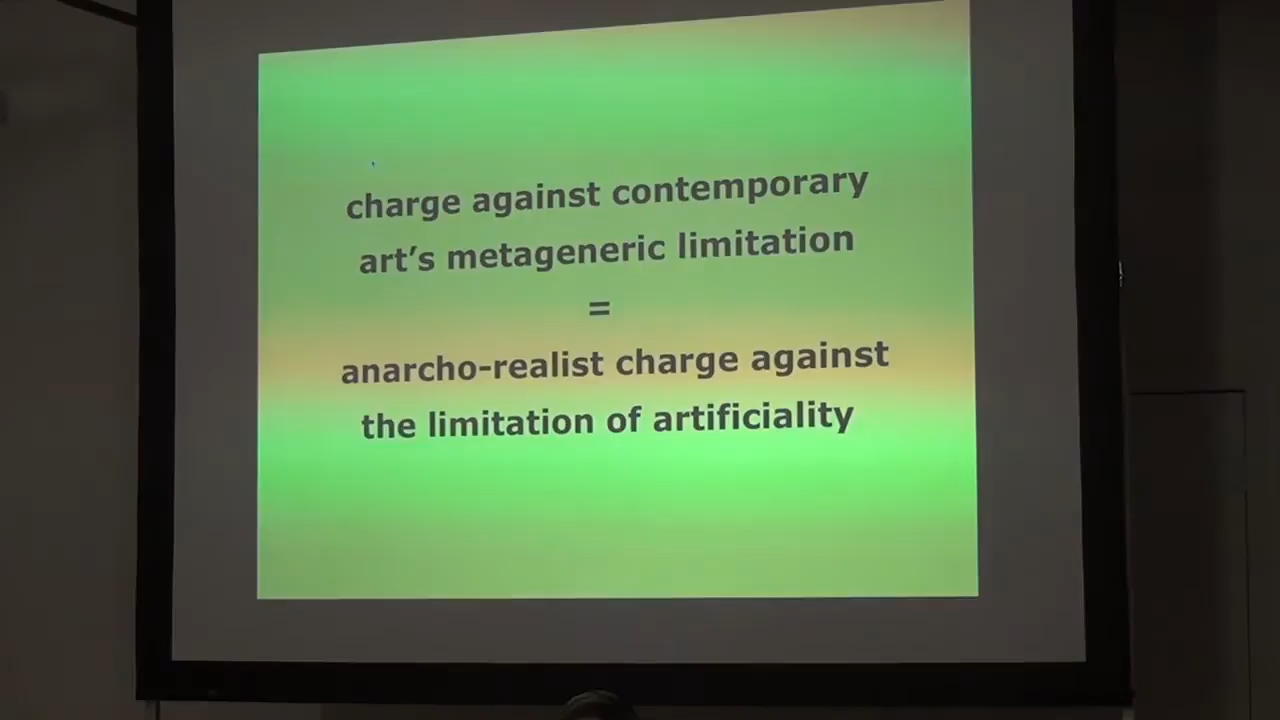 charge against contemporary
art’s metageneric limitation
=
anarcho-realist charge against
the limitation of artificiality